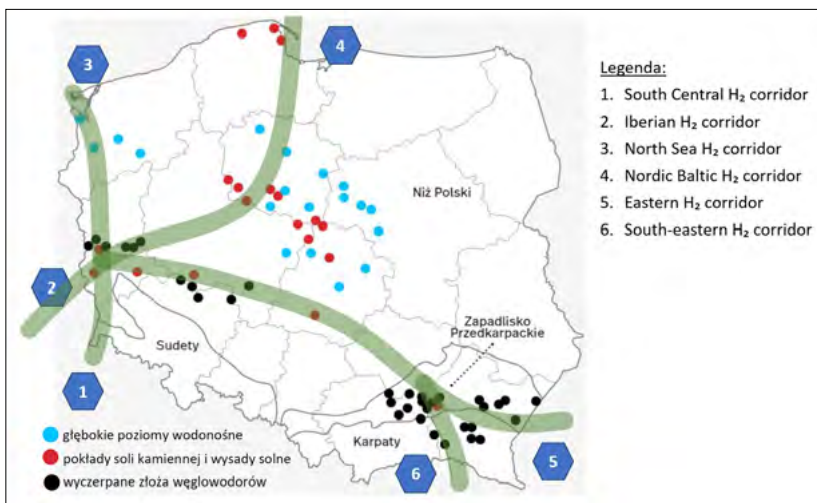 3
4
Niż Polski
2
Zapadlisko
Przedkarpackie
Sudety
1
głębokie poziomy wodonośne
pokłady soli kamiennej i wysady solne
wyczerpane złoża węglowodorów
Karpaty
6
5
Legenda:
1. South Central H₂ corridor
2. Iberian H₂ corridor
3. North Sea H₂ corridor
4. Nordic Baltic H₂ corridor
5. Eastern H₂ corridor
6. South-eastern H₂ corridor